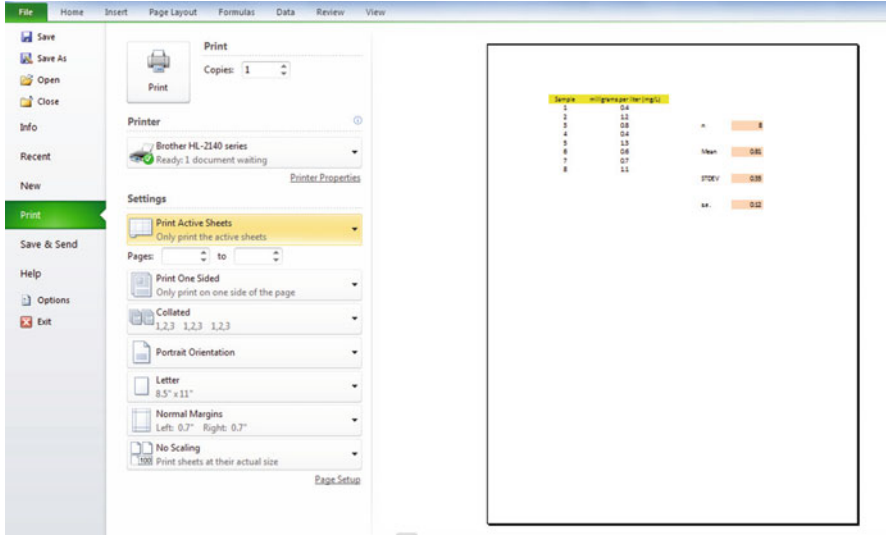 File Home Insert Page Layout Formulas Data Review View
Save
Save As
Open
Close
Info
Recent
New
Print
Save & Send
Help
Options
Exit
Print
Copies: 1
Print
Printer
Brother HL-2140 series
Ready: 1 document waiting
Printer Properties
Settings
Print Active Sheets
Only print the active sheets
Pages: to
Print One Sided
Only print on one side of the page
Collated
1,2,3 1,2,3 1,2,3
Portrait Orientation
Letter
8.5" x 11"
Normal Margins
Left: 0.7" Right: 0.7"
No Scaling
100
Print sheets at their actual size
Page Setup
Sample milligrams per liter (mg/L)
1 0.4
2 1.2
3 0.8 n 8
4 0.4
5 1.3
6 0.6 Mean 0.81
7 0.7
8 1.1
STDEV 0.35
s.e. 0.12